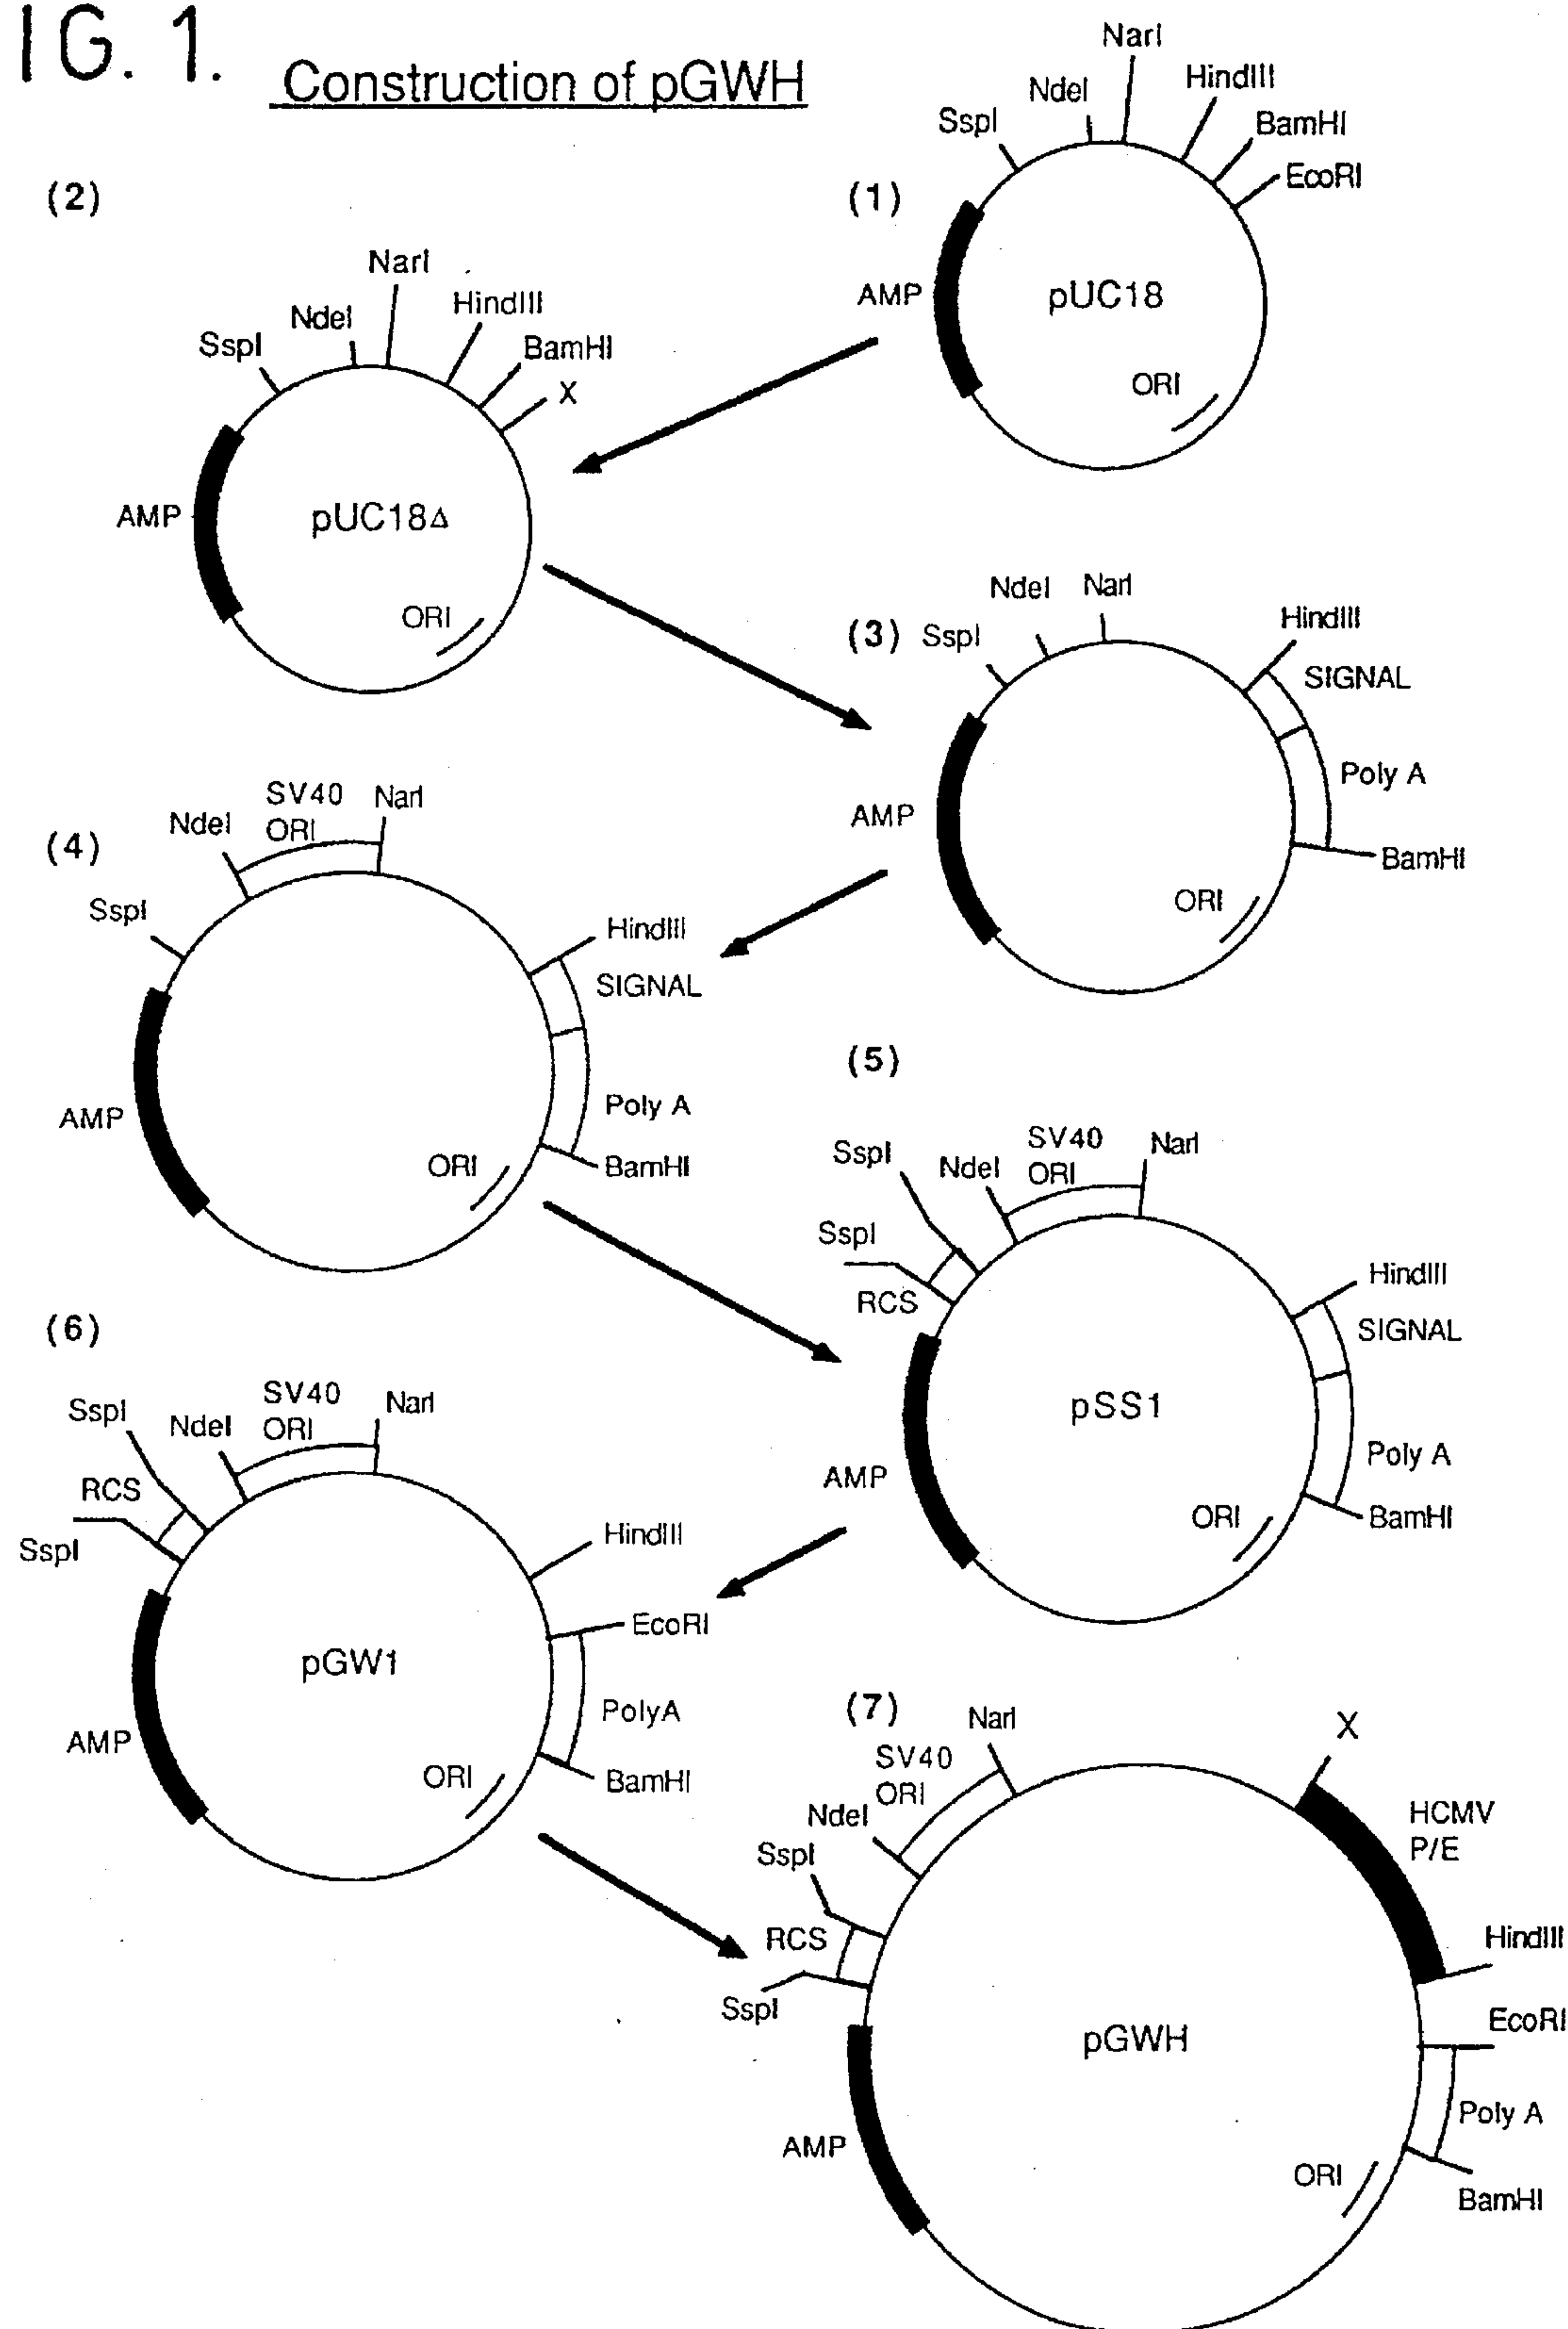 IG. 1.
Construction of pGWH
(1)
NarI
NdeI
HindIII
SspI
BamHI
EcoRI
AMP
pUC18
ORI
(2)
NarI
HindIII
NdeI
SspI
BamHI
X
AMP
pUC18Δ
ORI
(3)
NdeI
NarI
SspI
HindIII
SIGNAL
Poly A
AMP
BamHI
ORI
(4)
SV40
ORI
NarI
NdeI
SspI
HindIII
SIGNAL
AMP
Poly A
ORI
BamHI
(5)
SspI
NdeI
SV40
ORI
NarI
SspI
RCS
HindIII
SIGNAL
pSS1
AMP
Poly A
ORI
BamHI
(6)
SspI
NdeI
SV40
ORI
NarI
RCS
SspI
HindIII
EcoRI
pGW1
PolyA
AMP
ORI
BamHI
(7)
NarI
X
SV40
ORI
NdeI
HCMV
P/E
SspI
RCS
SspI
HindIII
EcoRI
pGWH
Poly A
AMP
ORI
BamHI